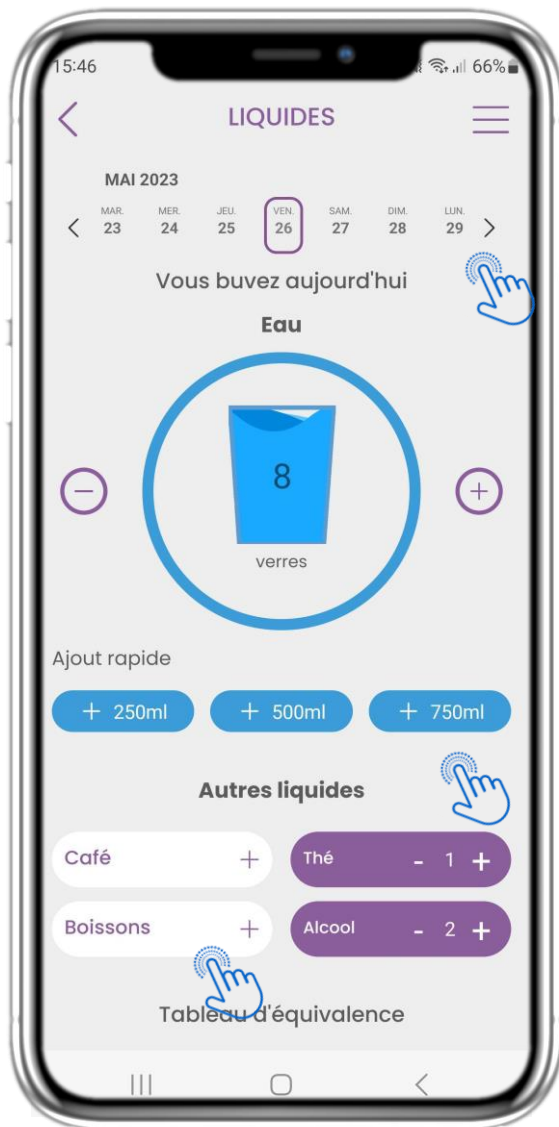 15:46 66%
LIQUIDES
MAI 2023
MAR. MER. JEU. VEN. SAM. DIM. LUN.
23 24 25 26 27 28 29
Vous buvez aujourd'hui
Eau
8
verres
Ajout rapide
+ 250ml + 500ml + 750ml
Autres liquides
Café + Thé - 1 +
Boissons + Alcool - 2 +
Tableau d'équivalence